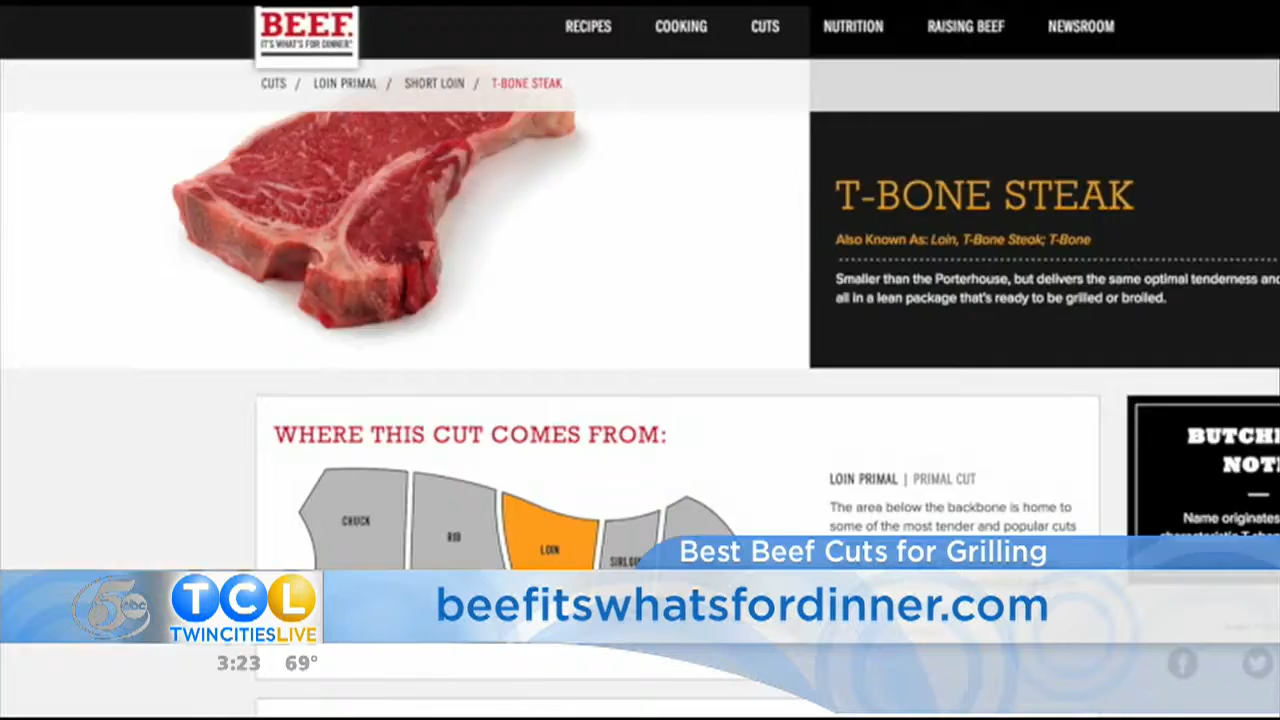 BEEF.
IT'S WHAT'S FOR DINNER.
RECIPES COOKING CUTS NUTRITION RAISING BEEF NEWSROOM
CUTS / LOIN PRIMAL / SHORT LOIN / T-BONE STEAK
T-BONE STEAK
Also Known As: Loin, T-Bone Steak; T-Bone
Smaller than the Porterhouse, but delivers the same optimal tenderness and
all in a lean package that's ready to be grilled or broiled.
WHERE THIS CUT COMES FROM:
CHUCK
RIB
LOIN
LOIN PRIMAL | PRIMAL CUT
The area below the backbone is home to
some of the most tender and popular cuts
Name originates
Best Beef Cuts for Grilling
beefitswhatsfordinner.com
5 abc
TCL
TWINCITIESLIVE
3:23 69°